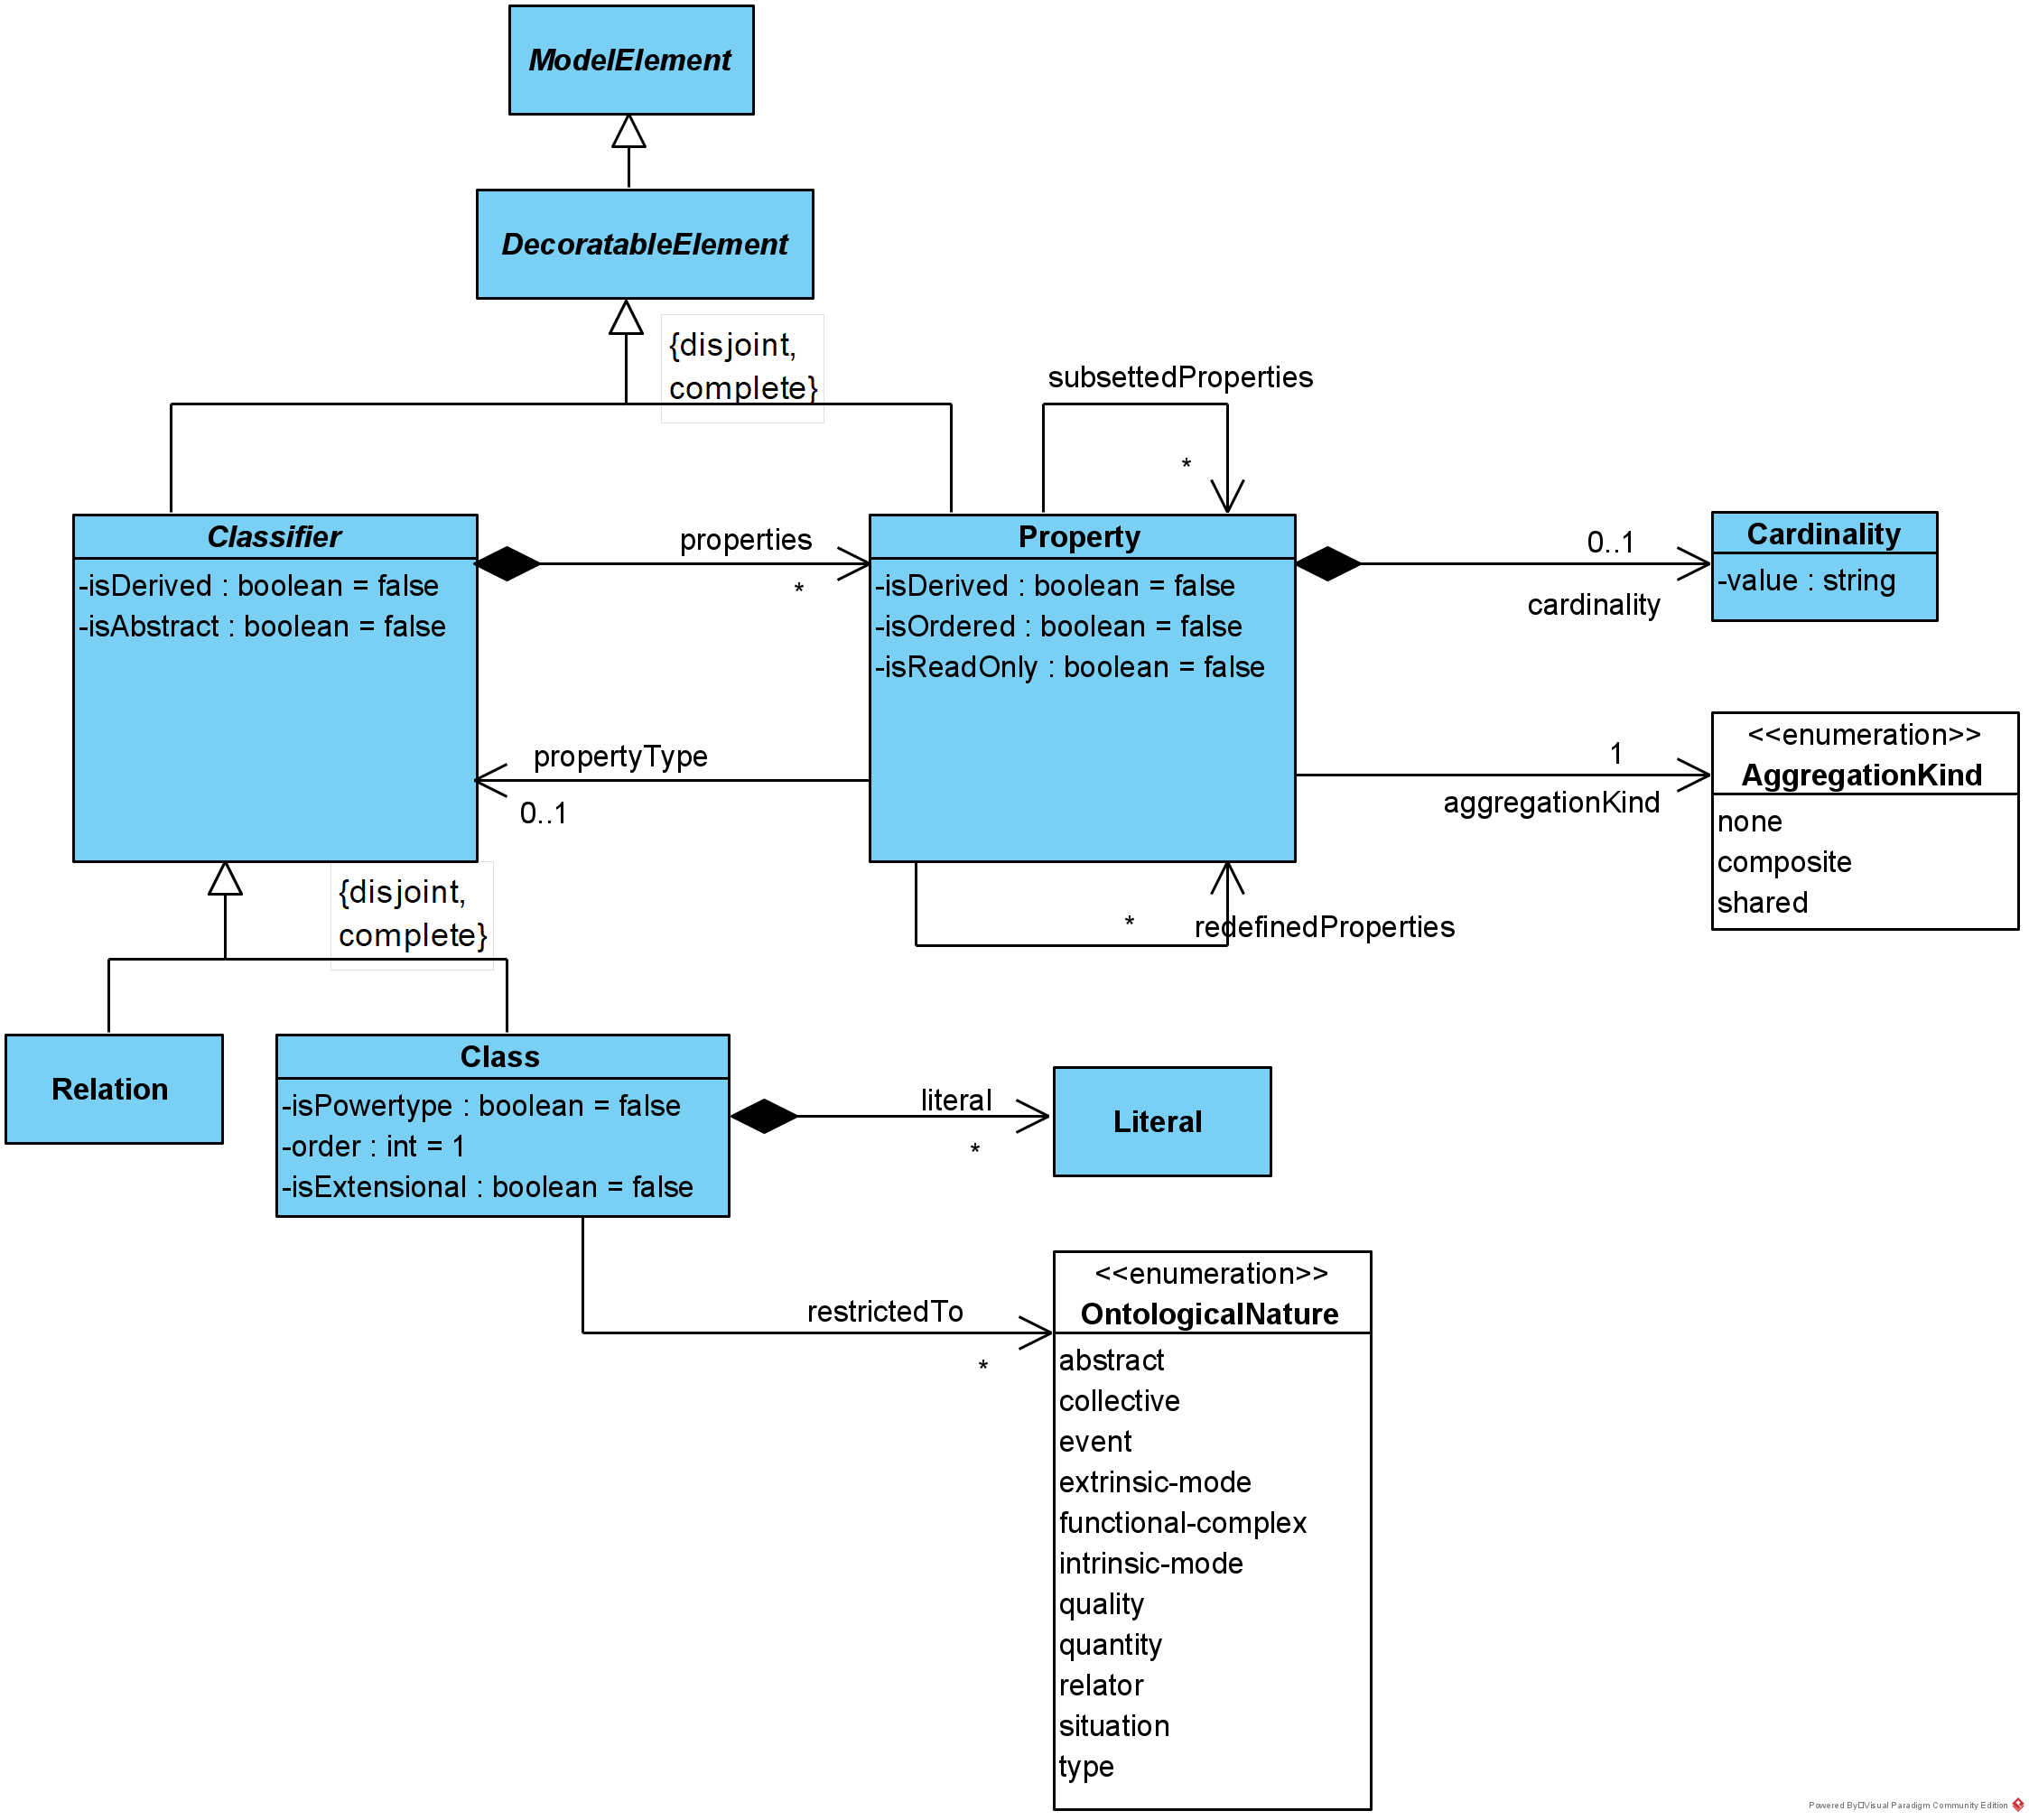 ModelElement
DecoratableElement
{disjoint,
complete}
subsettedProperties
*
Classifier
-isDerived : boolean = false
-isAbstract : boolean = false
properties
*
Property
-isDerived : boolean = false
-isOrdered : boolean = false
-isReadOnly : boolean = false
0..1
cardinality
Cardinality
-value : string
propertyType
0..1
1
aggregationKind
<<enumeration>>
AggregationKind
none
composite
shared
{disjoint,
complete}
*
redefinedProperties
Relation
Class
-isPowertype : boolean = false
-order : int = 1
-isExtensional : boolean = false
literal
*
Literal
restrictedTo
*
<<enumeration>>
OntologicalNature
abstract
collective
event
extrinsic-mode
functional-complex
intrinsic-mode
quality
quantity
relator
situation
type
Powered By□Visual Paradigm Community Edition